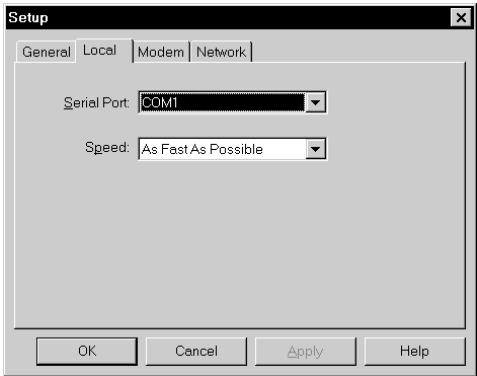 Setup
General Local Modem Network
Serial Port: COM1
Speed: As Fast As Possible
OK Cancel Apply Help